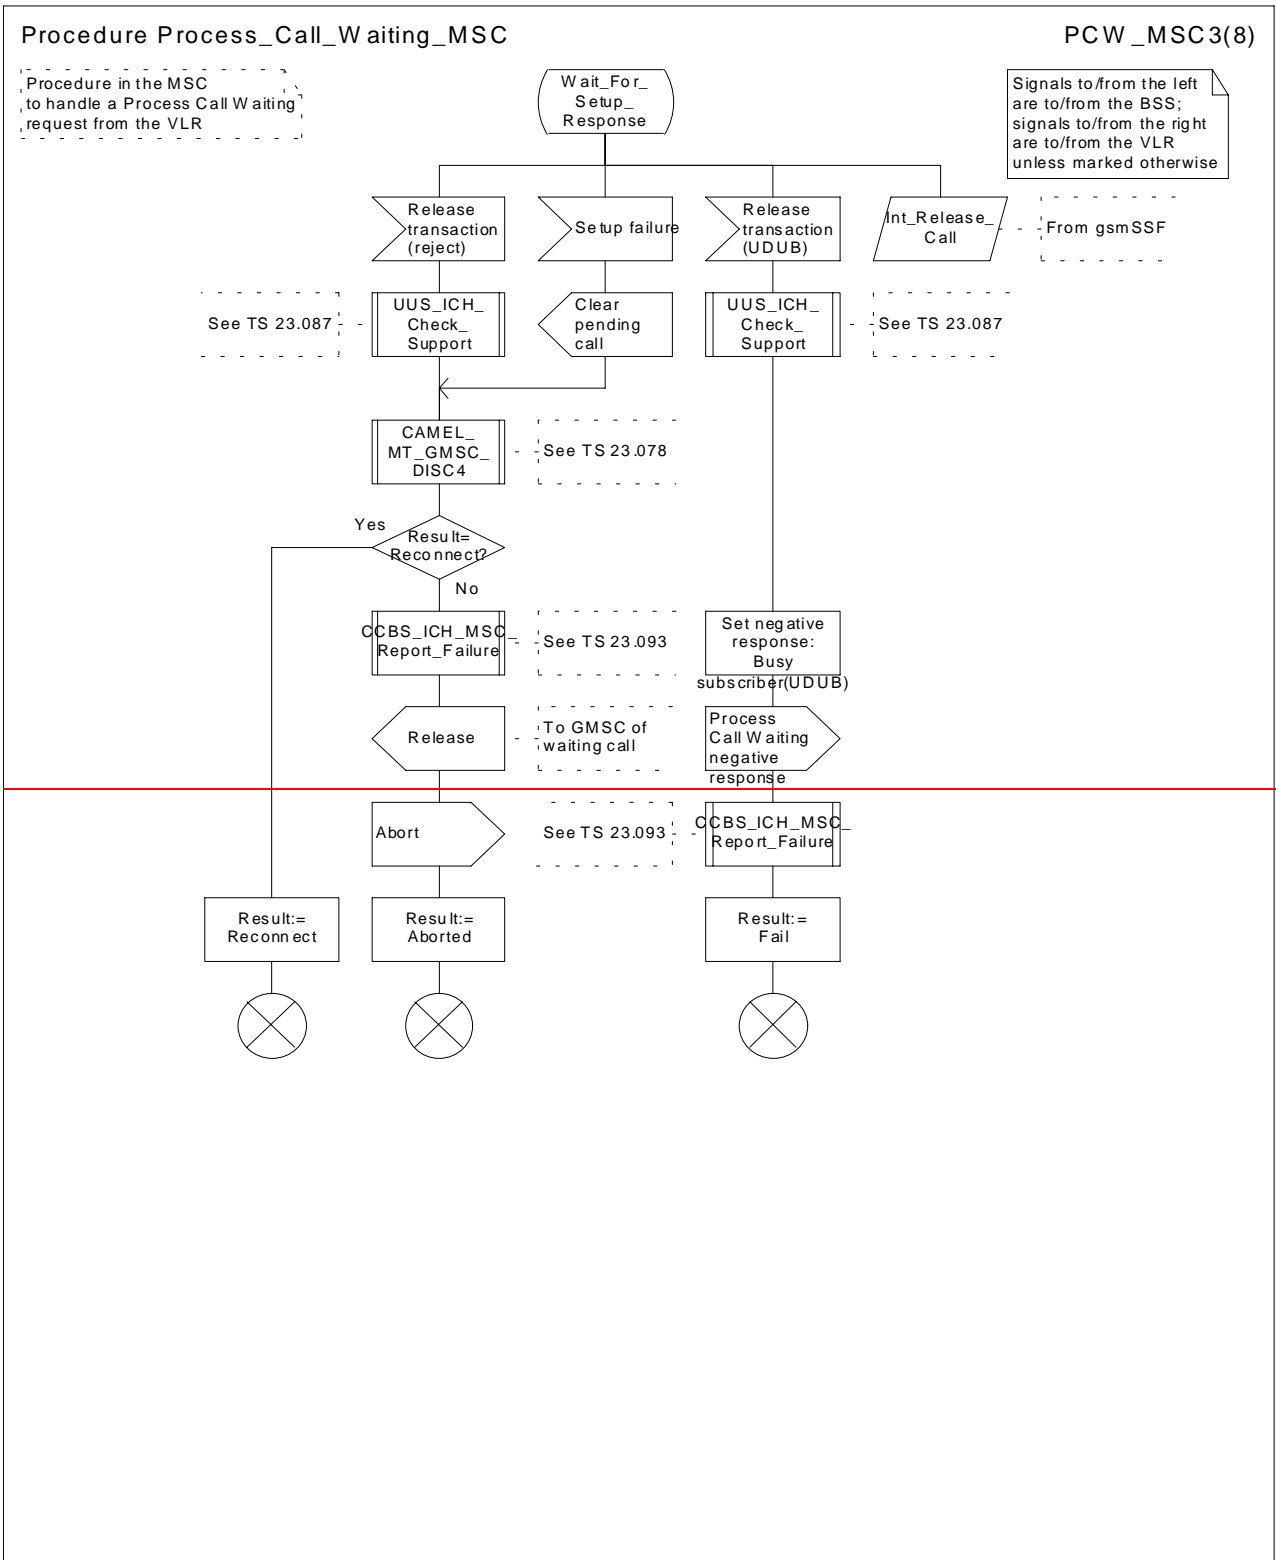 Procedure Process_Call_Waiting_MSC
PCW_MSC3(8)
Procedure in the MSC
to handle a Process Call Waiting
request from the VLR
Wait_For_
Setup_
Response
Signals to/from the left
are to/from the BSS;
signals to/from the right
are to/from the VLR
unless marked otherwise
Release
transaction
(reject)
Setup failure
Release
transaction
(UDUB)
Int_Release_
Call
From gsmSSF
See TS 23.087
UUS_ICH_
Check_
Support
Clear
pending
call
UUS_ICH_
Check_
Support
See TS 23.087
CAMEL_
MT_GMSC_
DISC4
See TS 23.078
Yes
Result=
Reconnect?
No
CCBS_ICH_MSC_
Report_Failure
See TS 23.093
Set negative
response:
Busy
subscriber(UDUB)
Release
To GMSC of
waiting call
Process
Call Waiting
negative
response
Abort
See TS 23.093
CCBS_ICH_MSC_
Report_Failure
Result:=
Reconnect
Result:=
Aborted
Result:=
Fail